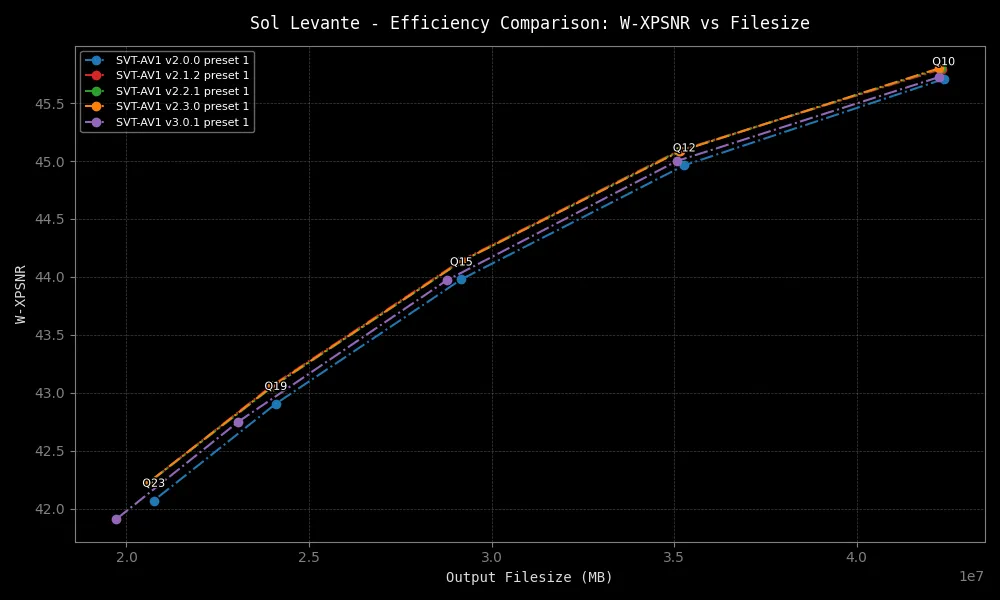 Sol Levante - Efficiency Comparison: W-XPSNR vs Filesize
SVT-AV1 v2.0.0 preset 1
SVT-AV1 v2.1.2 preset 1
SVT-AV1 v2.2.1 preset 1
SVT-AV1 v2.3.0 preset 1
SVT-AV1 v3.0.1 preset 1
Q10
Q12
Q15
Q19
Q23
W-XPSNR
45.5
45.0
44.5
44.0
43.5
43.0
42.5
42.0
2.0 2.5 3.0 3.5 4.0
1e7
Output Filesize (MB)